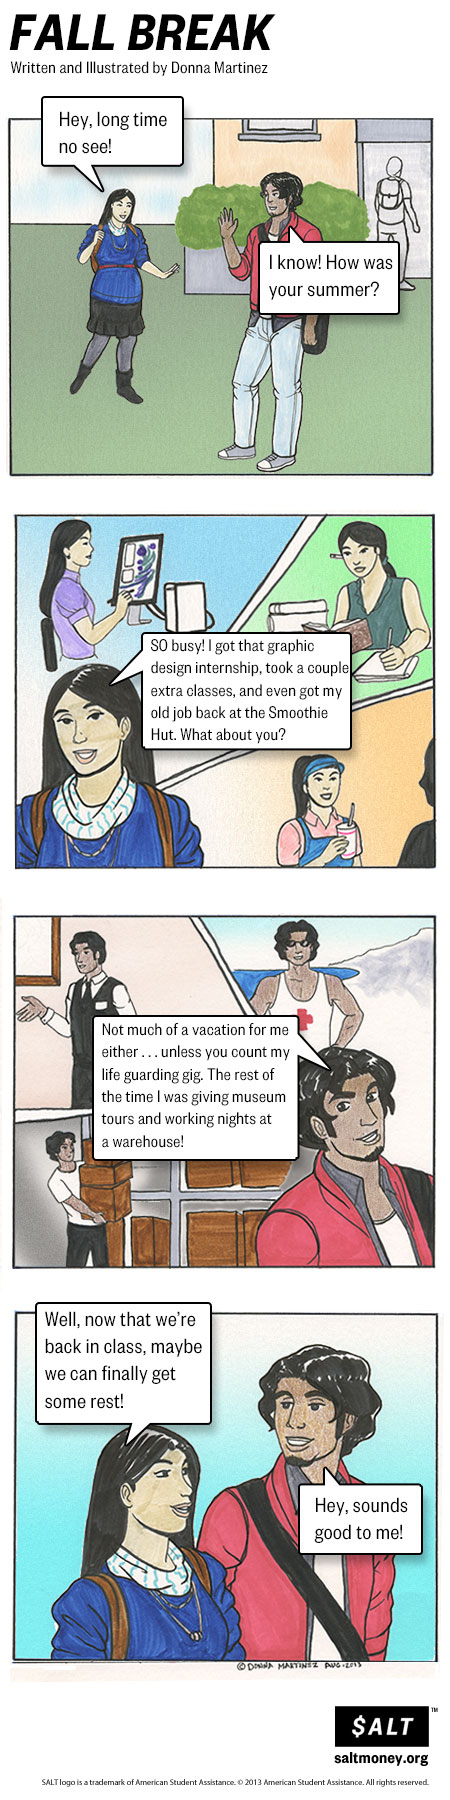 FALL BREAK
Written and Illustrated by Donna Martinez
Hey, long time
no see!
I know! How was
your summer?
SO busy! I got that graphic
design internship, took a couple
extra classes, and even got my
old job back at the Smoothie
Hut. What about you?
Not much of a vacation for me
either . . . unless you count my
life guarding gig. The rest of
the time I was giving museum
tours and working nights at
a warehouse!
Well, now that we’re
back in class, maybe
we can finally get
some rest!
Hey, sounds
good to me!
© DONNA MARTINEZ AUG. 2013
$ALT™
saltmoney.org
SALT logo is a trademark of American Student Assistance. © 2013 American Student Assistance. All rights reserved.